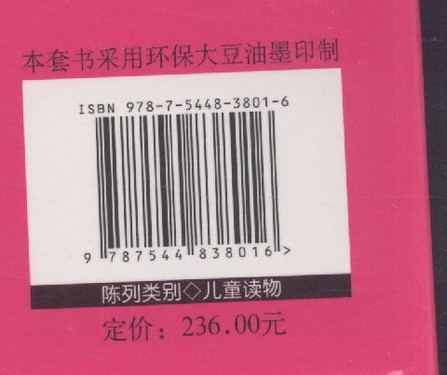 本套书采用环保大豆油墨印制
ISBN 978-7-5448-3801-6
9 787544 838016 >
陈列类别◇儿童读物
定价：236.00元